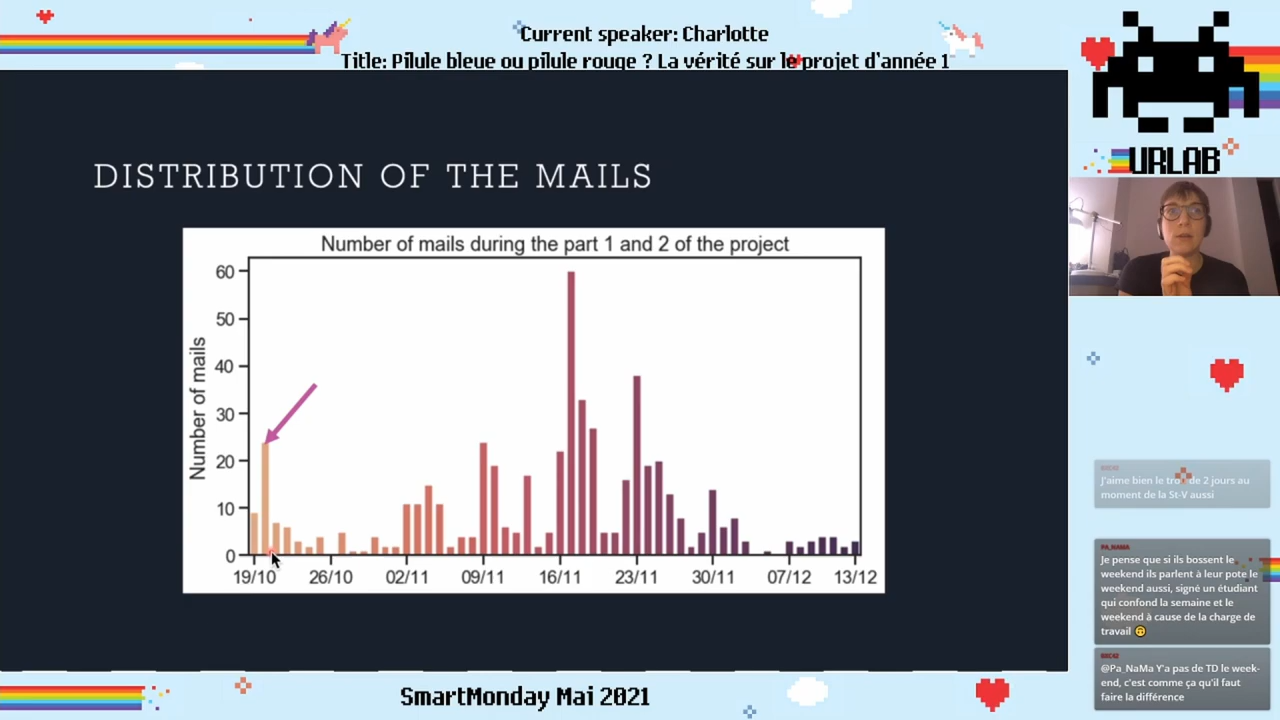 Current speaker: Charlotte
Title: Pilule bleue ou pilule rouge ? La vérité sur le projet d'année 1
URLAB
DISTRIBUTION OF THE MAILS
Number of mails during the part 1 and 2 of the project
Number of mails
60
50
40
30
20
10
0
19/10 26/10 02/11 09/11 16/11 23/11 30/11 07/12 13/12
J'aime bien le de 2 jours au
moment de la St-V aussi
PA_NAMA
Je pense que si ils bossent le
weekend ils parlent à leur pote le
weekend aussi, signé un étudiant
qui confond la semaine et le
weekend à cause de la charge de
travail 🙃
@Pa_NaMa Y'a pas de TD le week-
end, c'est comme ça qu'il faut
faire la différence
SmartMonday Mai 2021